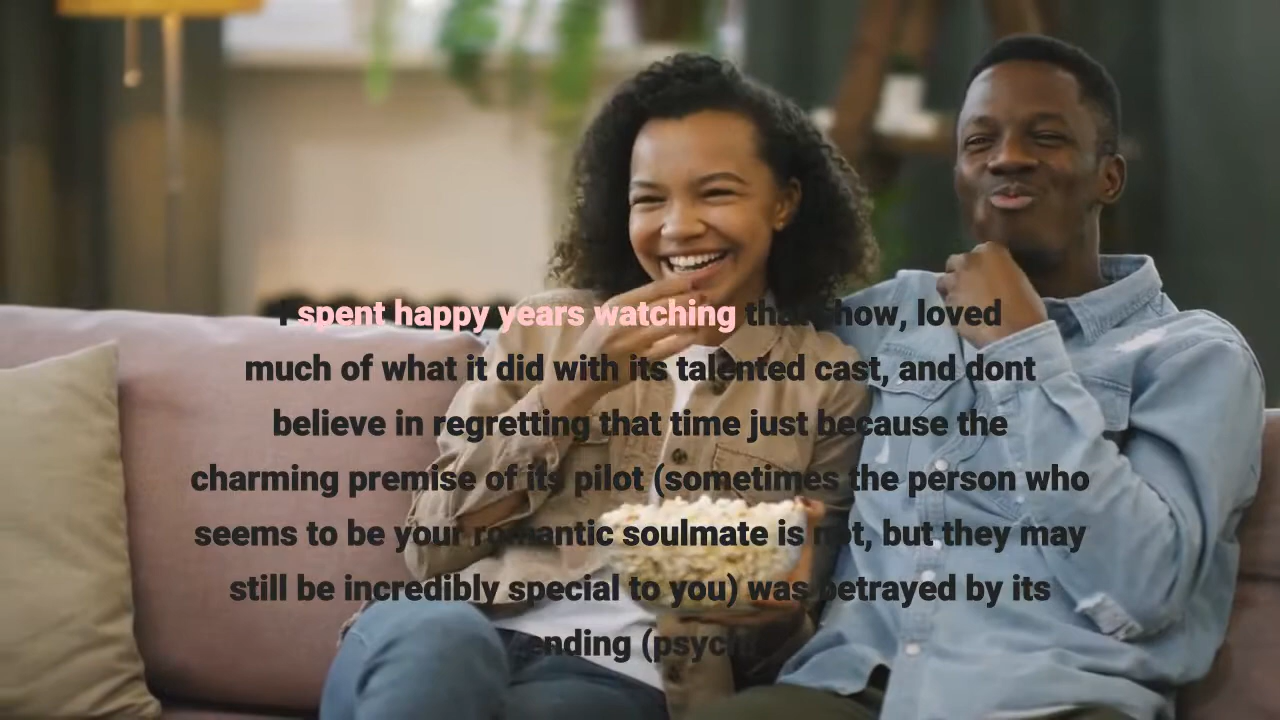 I spent happy years watching that show, loved
much of what it did with its talented cast, and dont
believe in regretting that time just because the
charming premise of its pilot (sometimes the person who
seems to be your romantic soulmate is not, but they may
still be incredibly special to you) was betrayed by its
ending (psych!